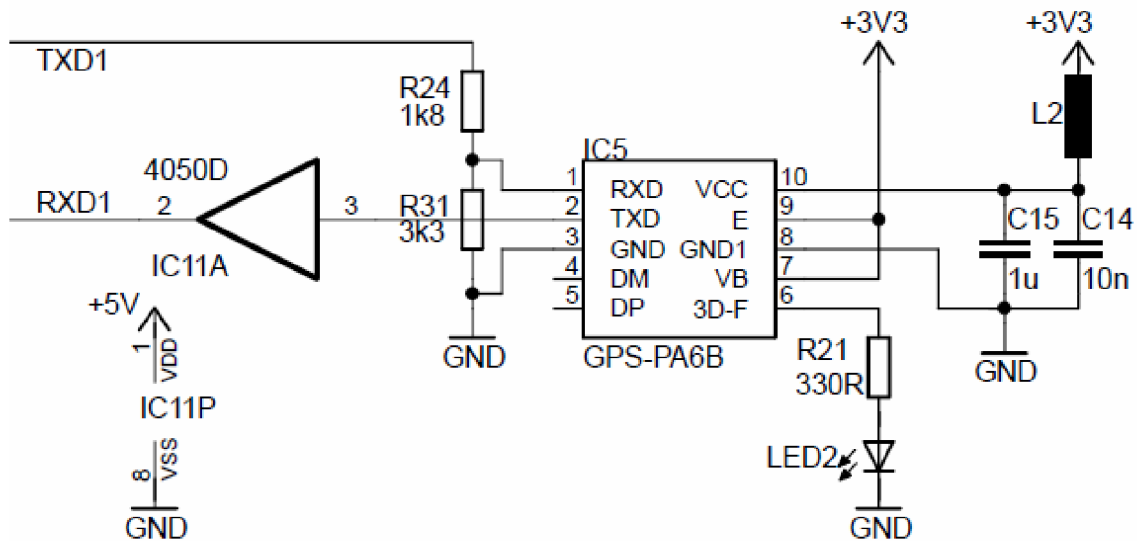 +3V3
+3V3
TXD1
R24
1k8
L2
IC5
4050D
1 RXD VCC 10
RXD1
2
3
R31
3k3
2 TXD E 9
C15
C14
3 GND GND1 8
IC11A
4 DM VB 7
1u
10n
5 DP 3D-F 6
+5V
GND
GPS-PA6B
R21
330R
GND
1
VDD
IC11P
LED2
8
VSS
GND
GND